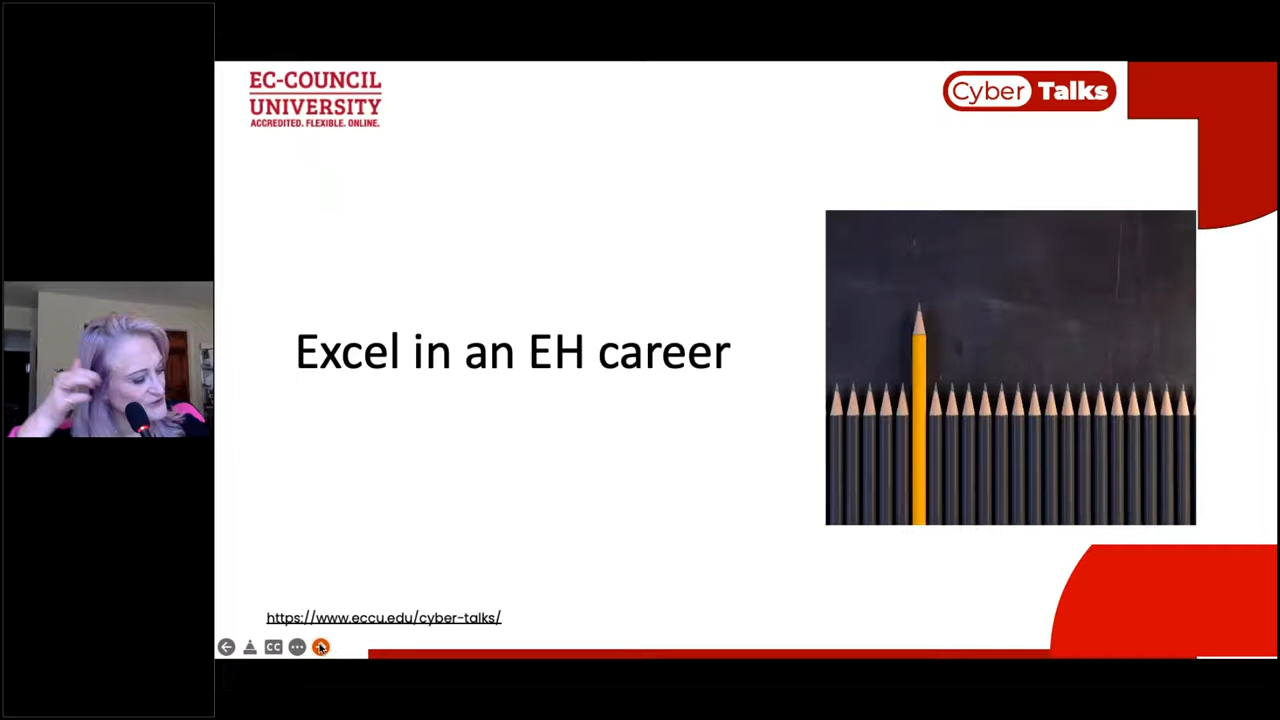 EC-COUNCIL
UNIVERSITY
ACCREDITED. FLEXIBLE. ONLINE.
Cyber Talks
Excel in an EH career
https://www.eccu.edu/cyber-talks/
CC